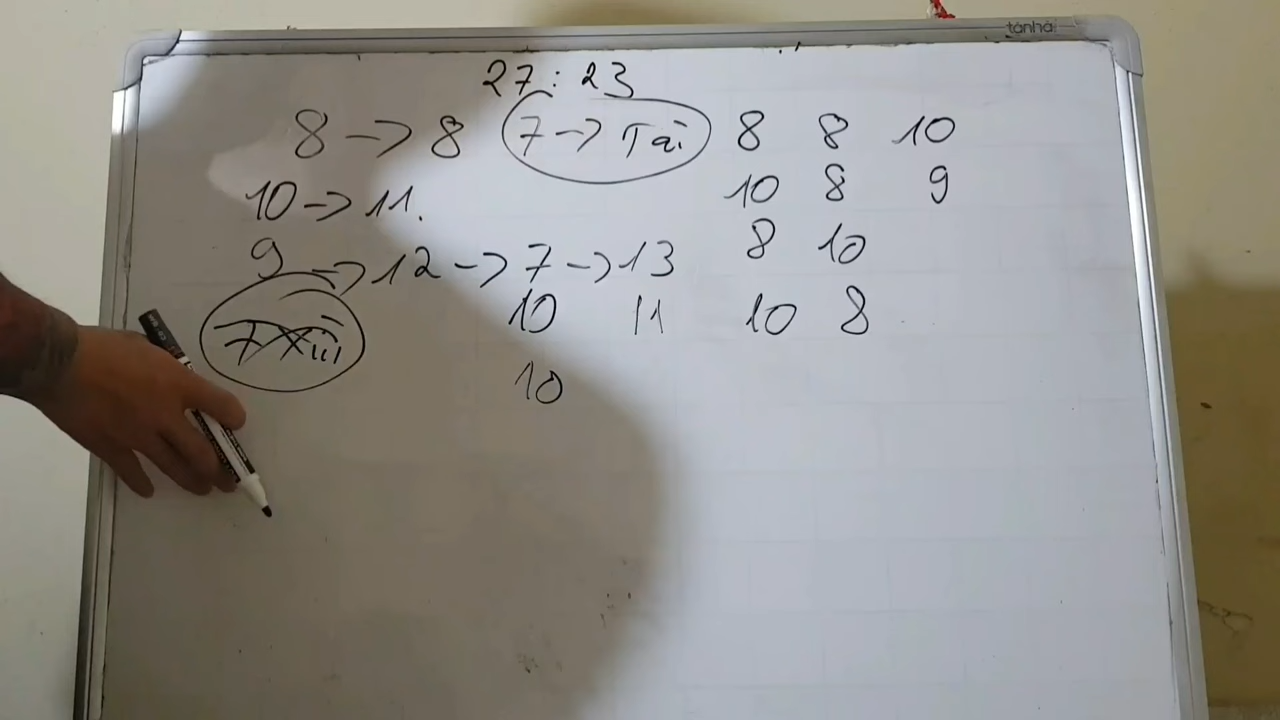 tanhà
27 : 23
8 -> 8 7 -> Tài 8 8 10
10 -> 11. 10 8 9
9 -> 12 -> 7 -> 13 8 10
10 11 10 8
10